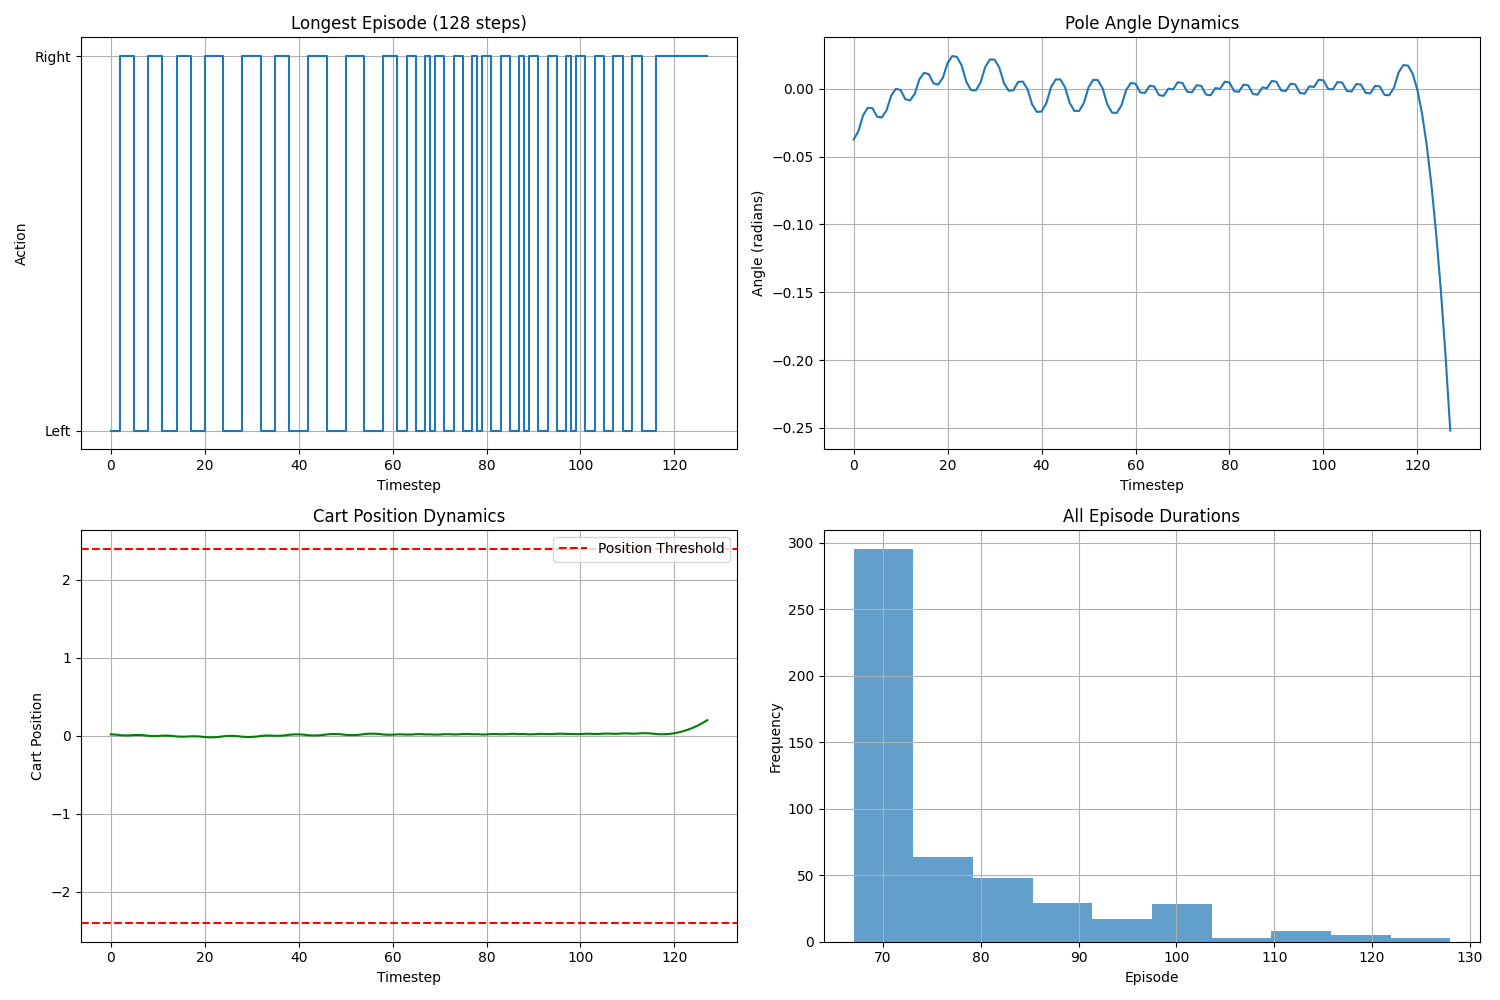 Longest Episode (128 steps)
Right
Left
Action
0 20 40 60 80 100 120
Timestep
Pole Angle Dynamics
0.00
−0.05
−0.10
−0.15
−0.20
−0.25
Angle (radians)
0 20 40 60 80 100 120
Timestep
Cart Position Dynamics
Position Threshold
2
1
0
−1
−2
Cart Position
0 20 40 60 80 100 120
Timestep
All Episode Durations
300
250
200
150
100
50
0
Frequency
70 80 90 100 110 120 130
Episode